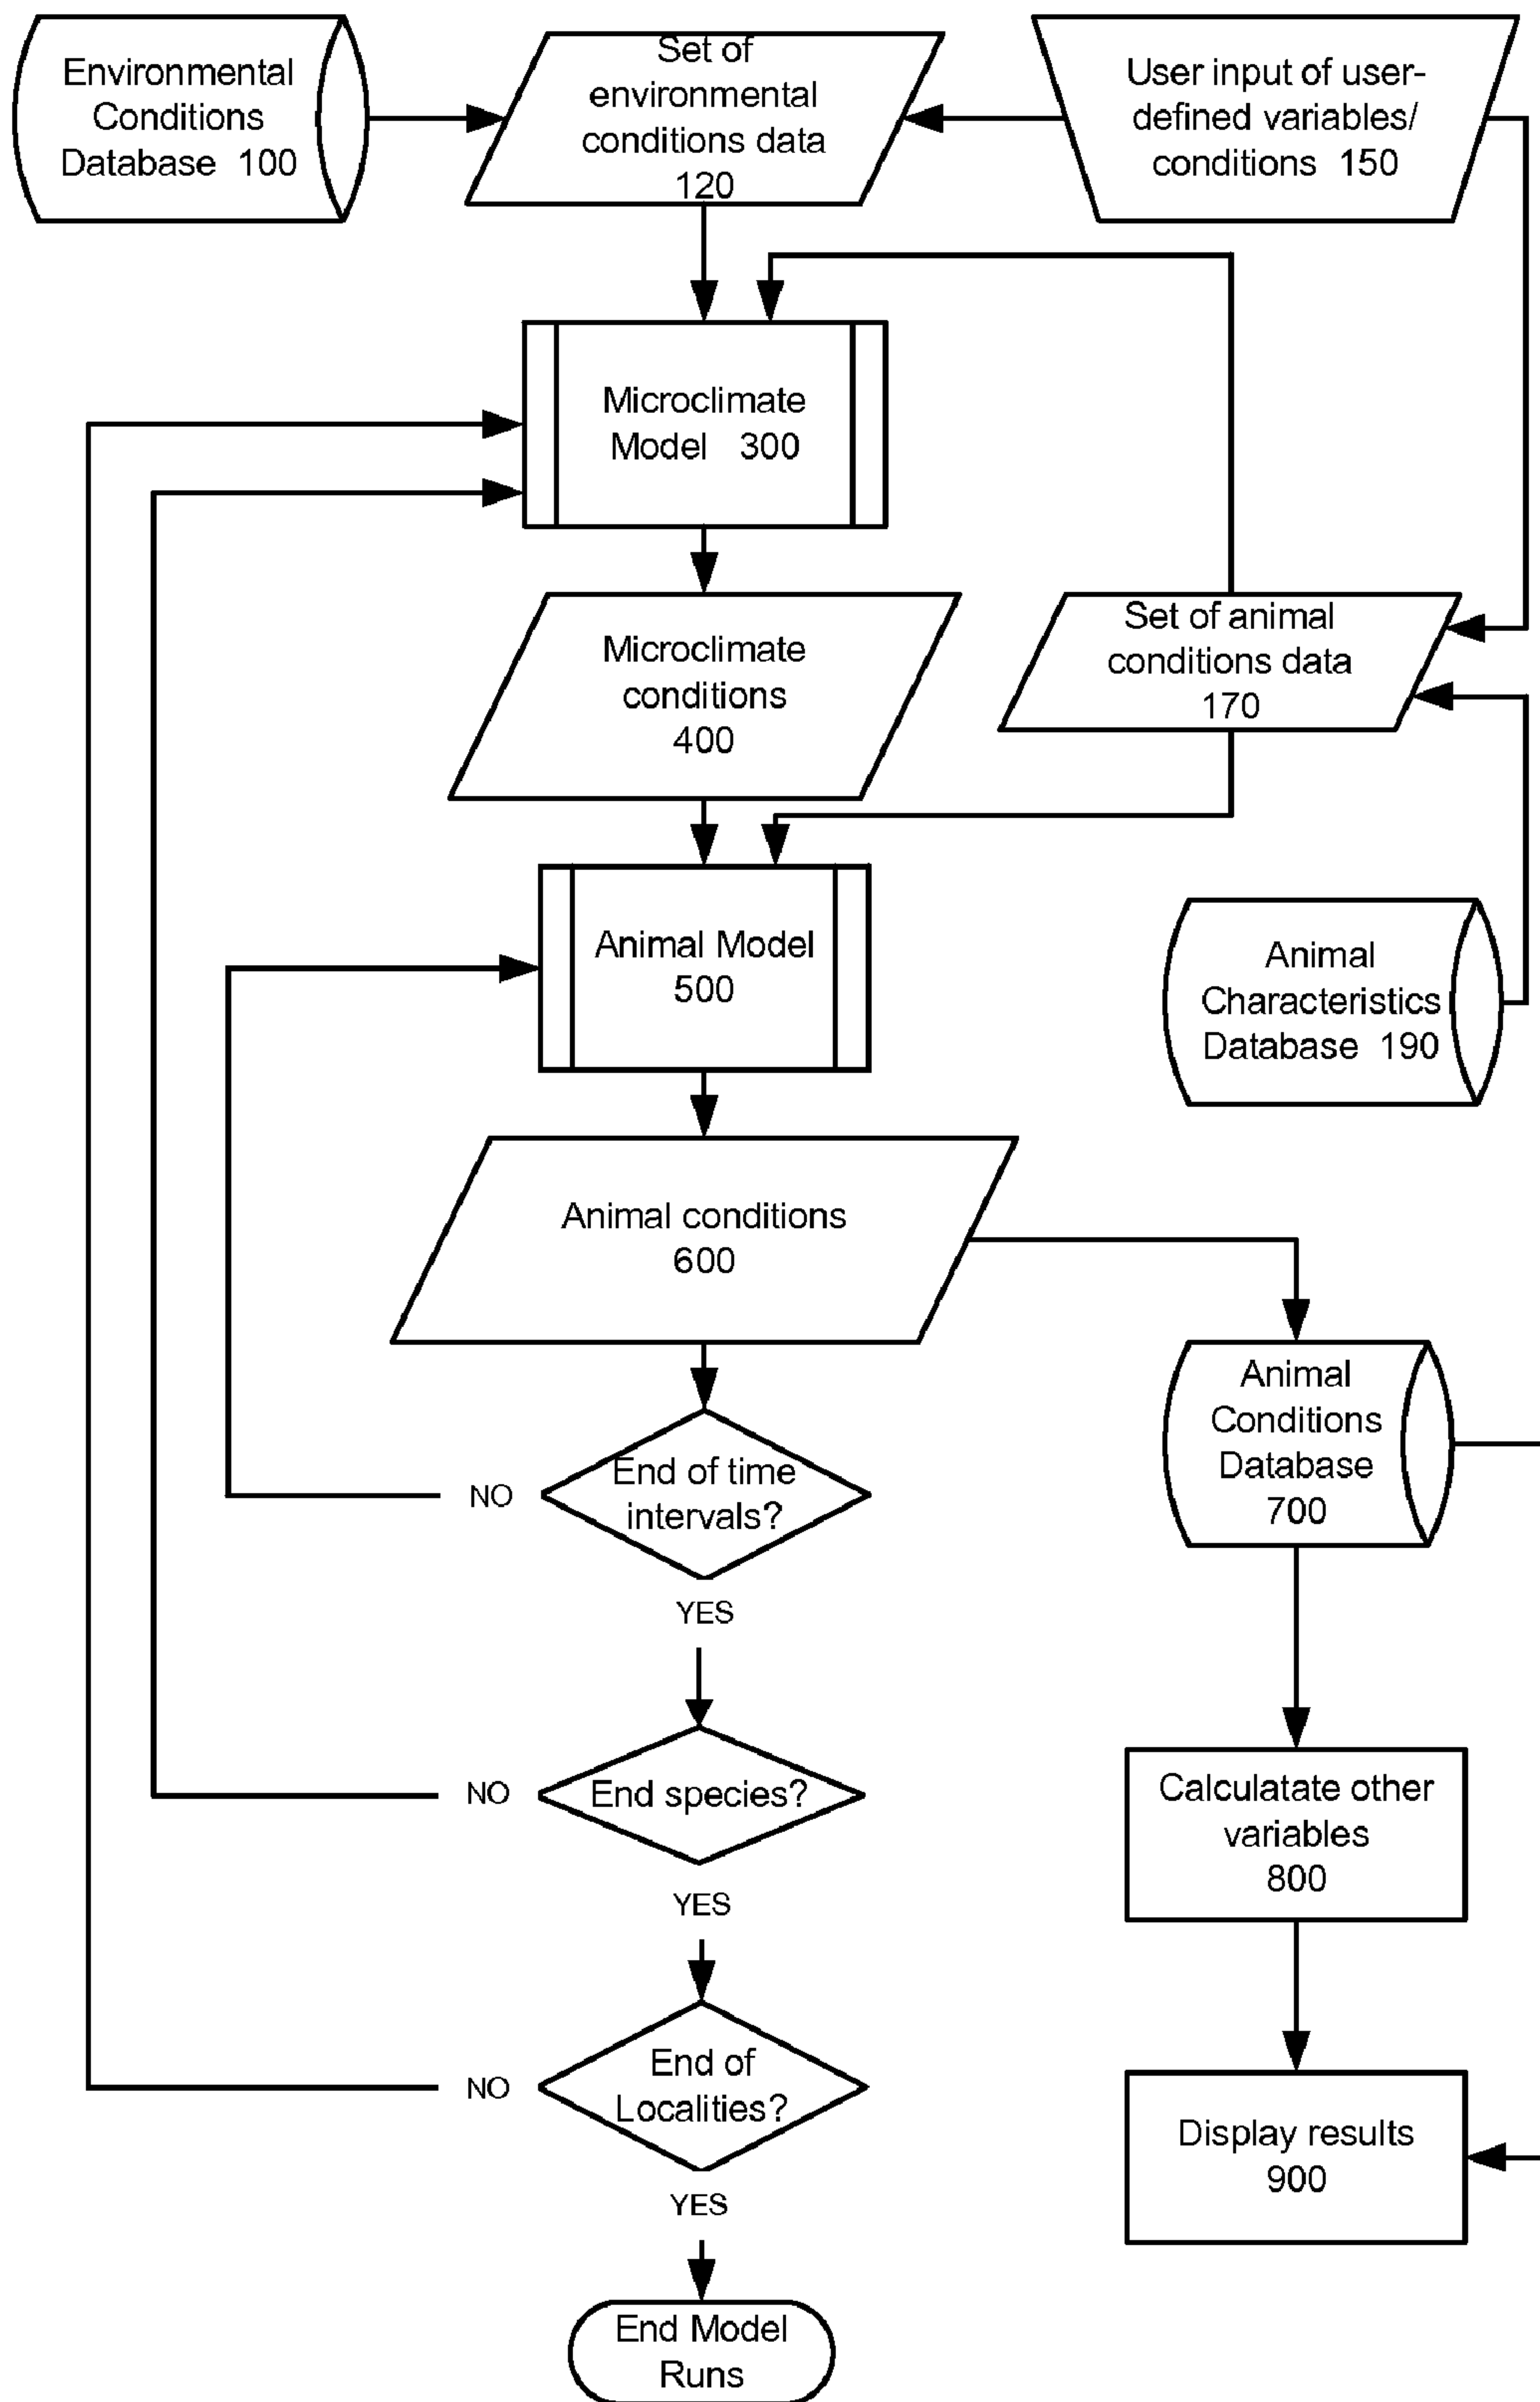 Environmental
Conditions
Database 100
Set of
environmental
conditions data
120
User input of user-
defined variables/
conditions 150
Microclimate
Model 300
Microclimate
conditions
400
Set of animal
conditions data
170
Animal Model
500
Animal
Characteristics
Database 190
Animal conditions
600
Animal
Conditions
Database
700
End of time
intervals?
NO
YES
End species?
NO
YES
Calculatate other
variables
800
End of
Localities?
NO
YES
Display results
900
End Model
Runs